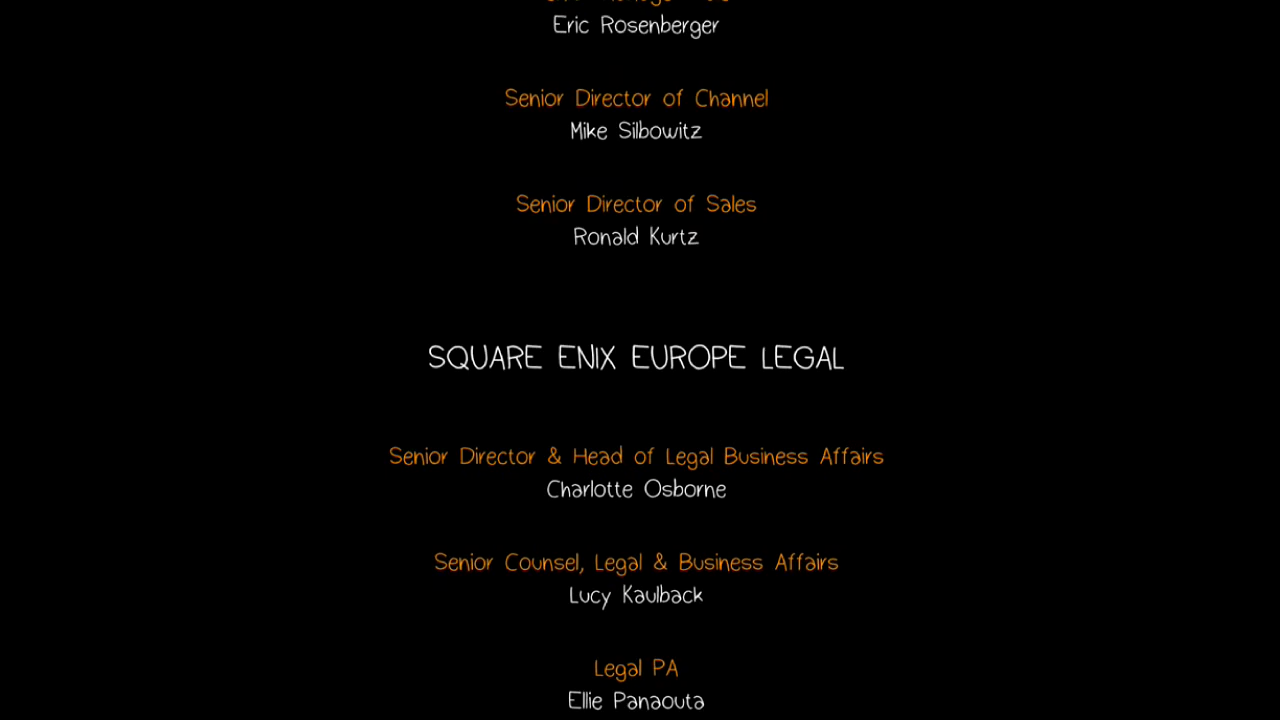 Eric Rosenberger
Senior Director of Channel
Mike Silbowitz
Senior Director of Sales
Ronald Kurtz
SQUARE ENIX EUROPE LEGAL
Senior Director & Head of Legal Business Affairs
Charlotte Osborne
Senior Counsel, Legal & Business Affairs
Lucy Kaulback
Legal PA
Ellie Panaouta